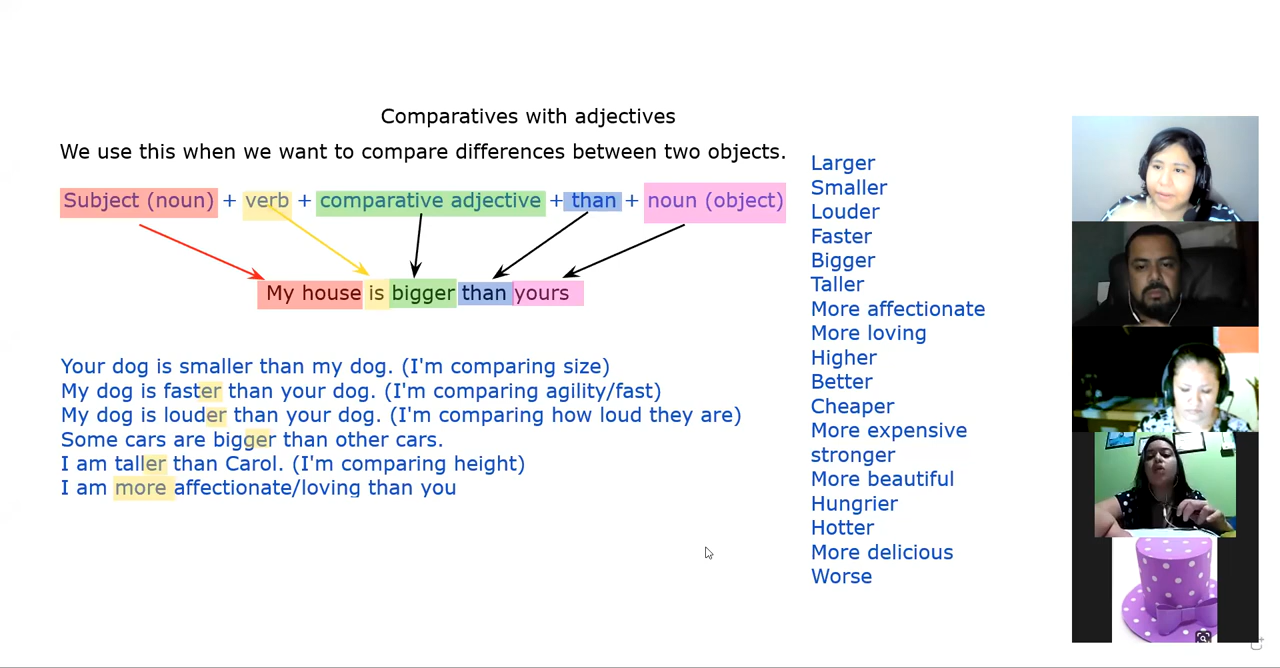 Comparatives with adjectives
We use this when we want to compare differences between two objects.
Subject (noun) + verb + comparative adjective + than + noun (object)
My house is bigger than yours
Your dog is smaller than my dog. (I'm comparing size)
My dog is faster than your dog. (I'm comparing agility/fast)
My dog is louder than your dog. (I'm comparing how loud they are)
Some cars are bigger than other cars.
I am taller than Carol. (I'm comparing height)
I am more affectionate/loving than you
Larger
Smaller
Louder
Faster
Bigger
Taller
More affectionate
More loving
Higher
Better
Cheaper
More expensive
stronger
More beautiful
Hungrier
Hotter
More delicious
Worse